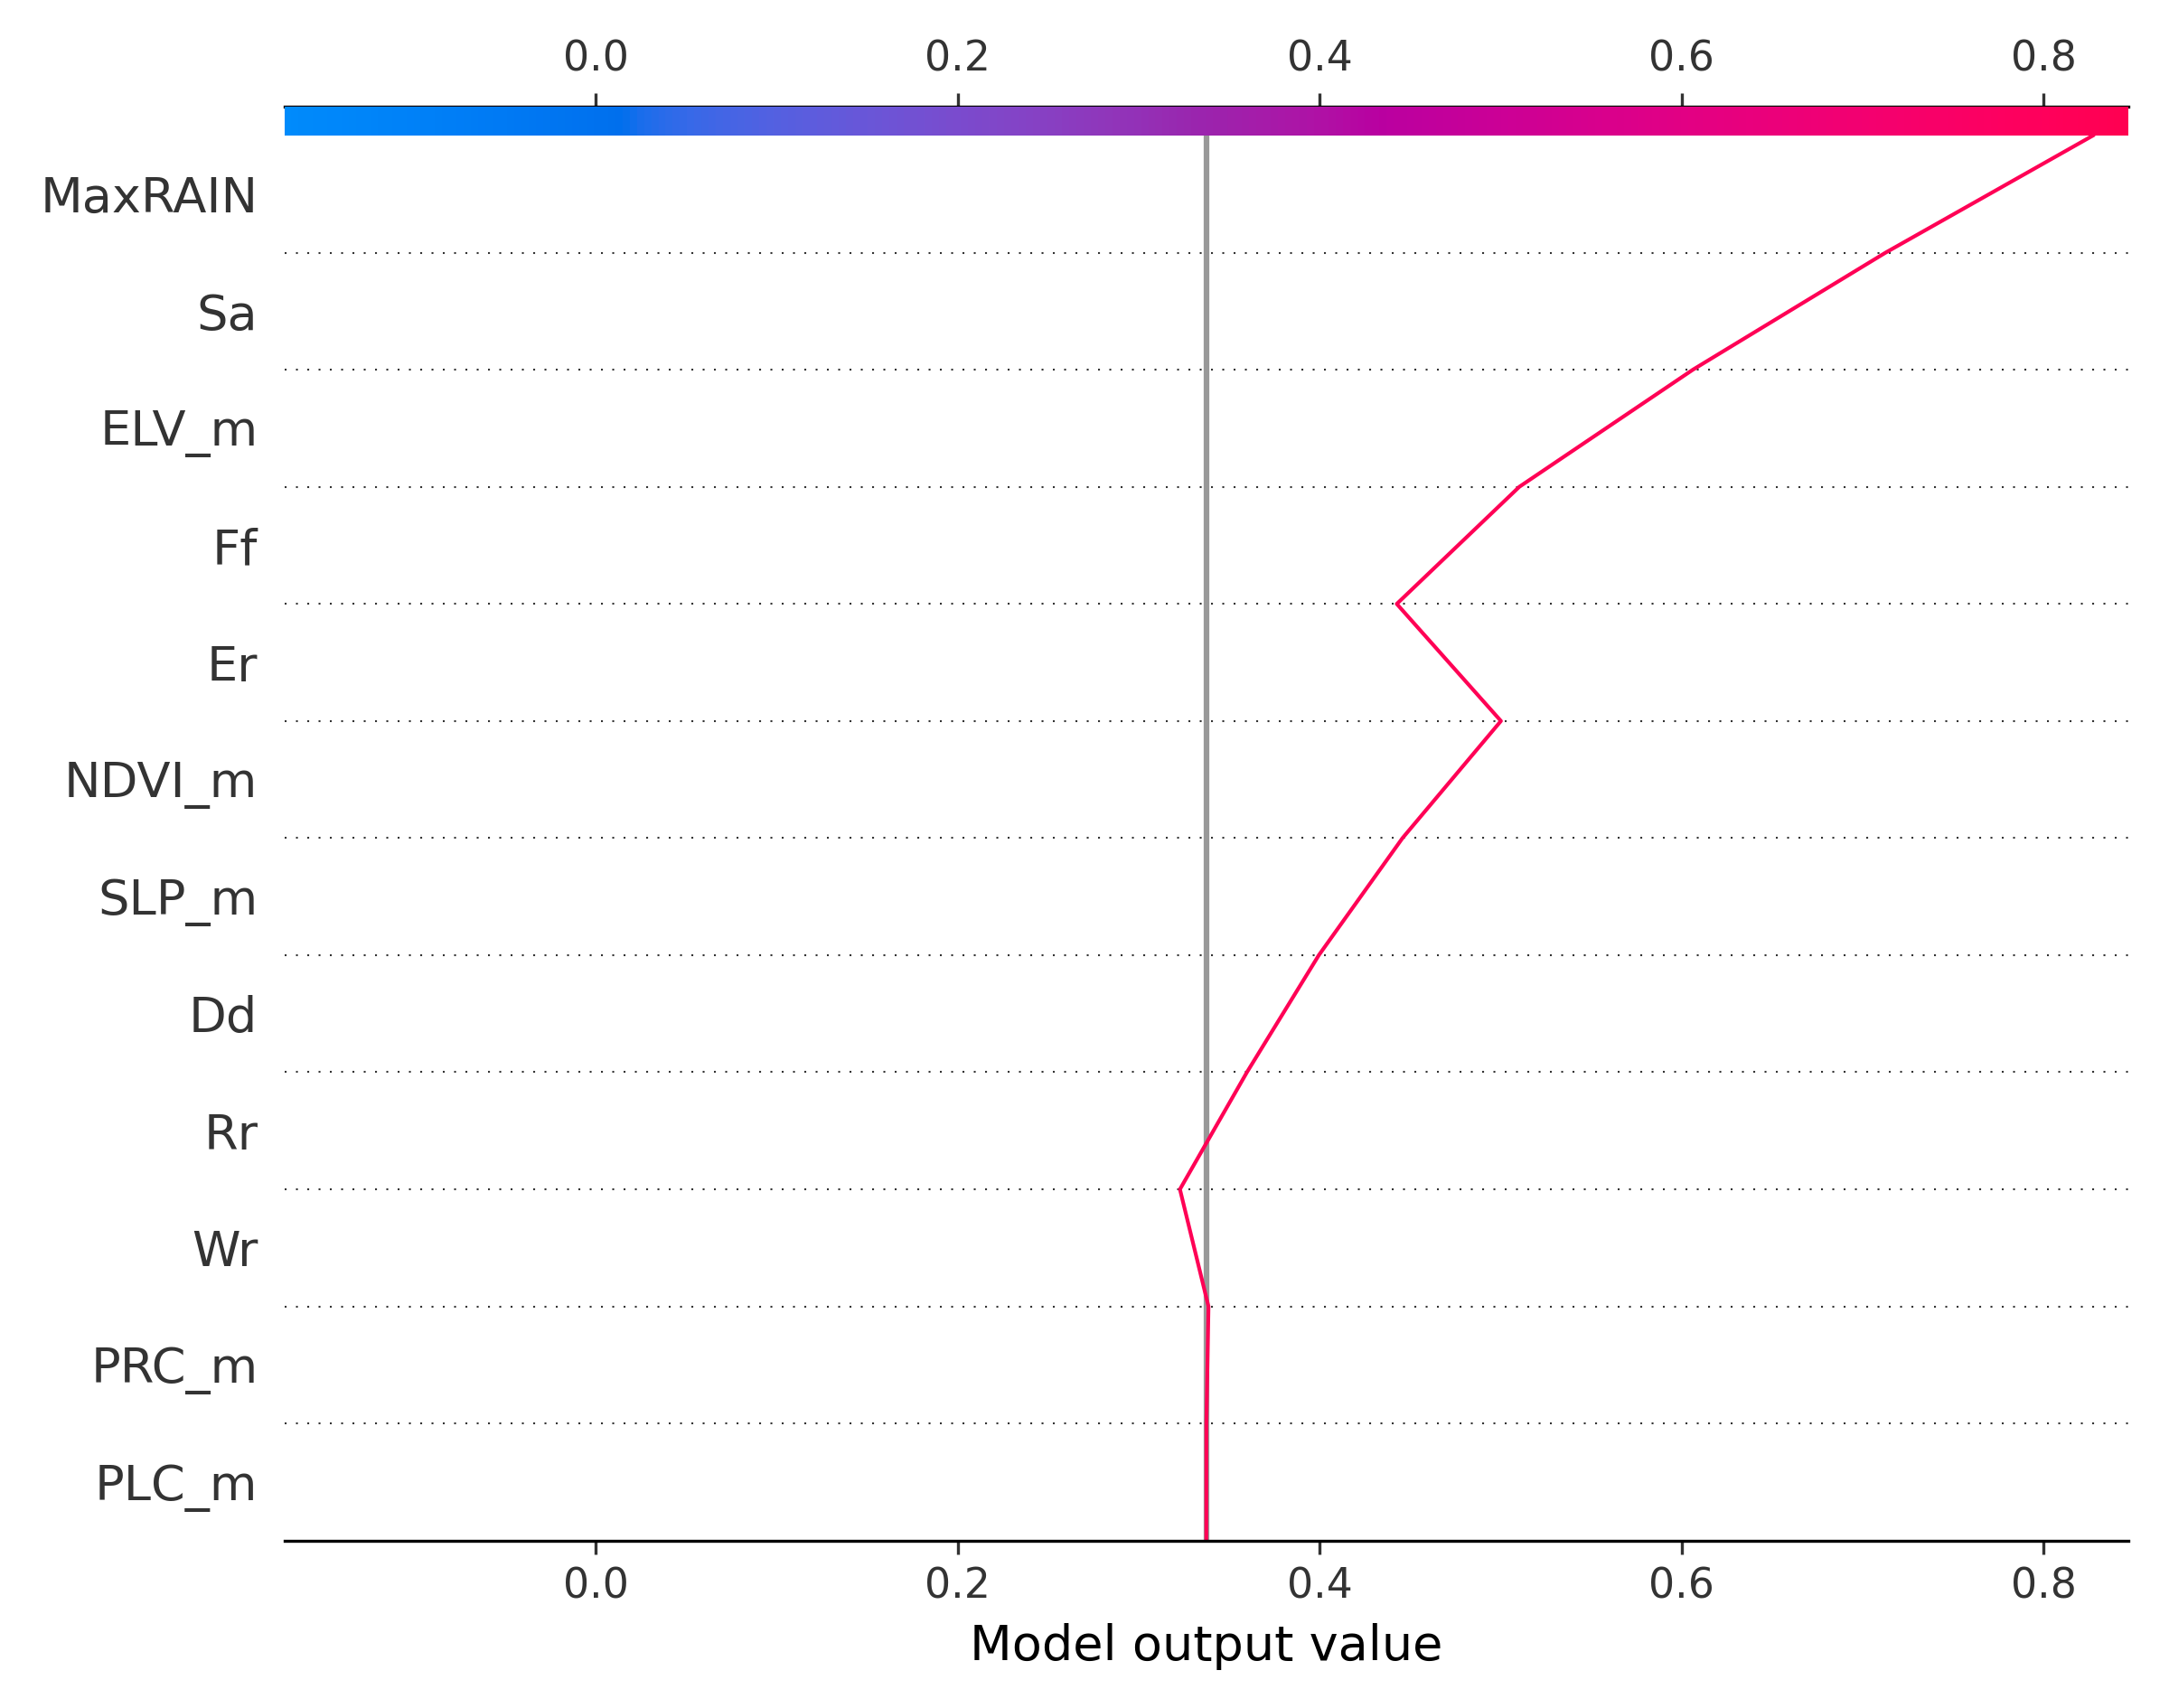 0.0 0.2 0.4 0.6 0.8
MaxRAIN
Sa
ELV_m
Ff
Er
NDVI_m
SLP_m
Dd
Rr
Wr
PRC_m
PLC_m
0.0 0.2 0.4 0.6 0.8
Model output value